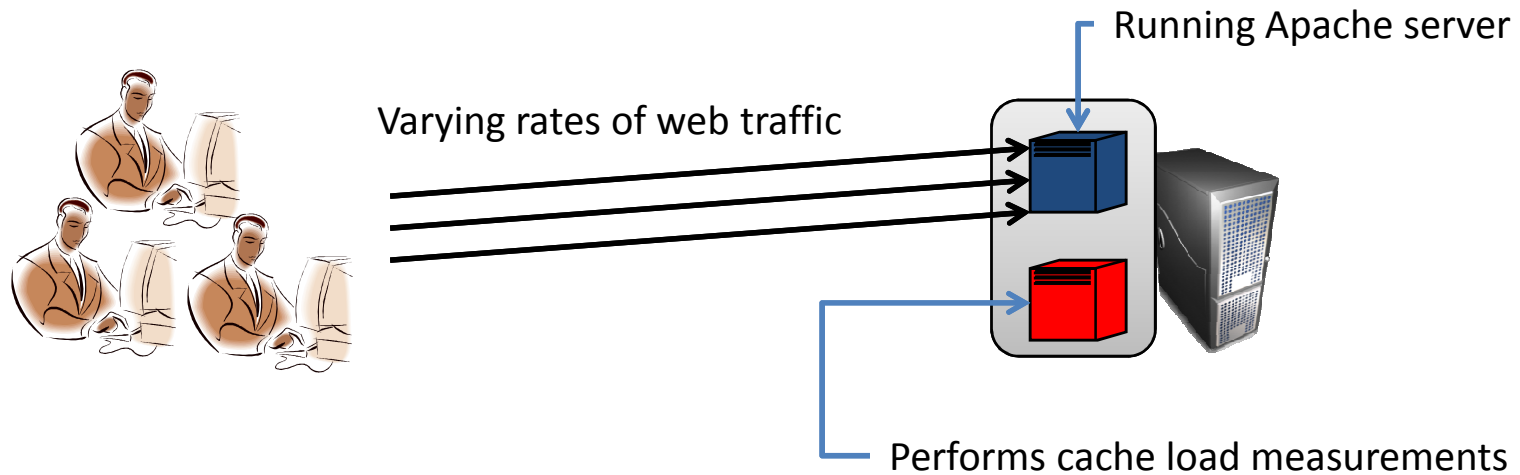 Running Apache server
Varying rates of web traffic
Performs cache load measurements